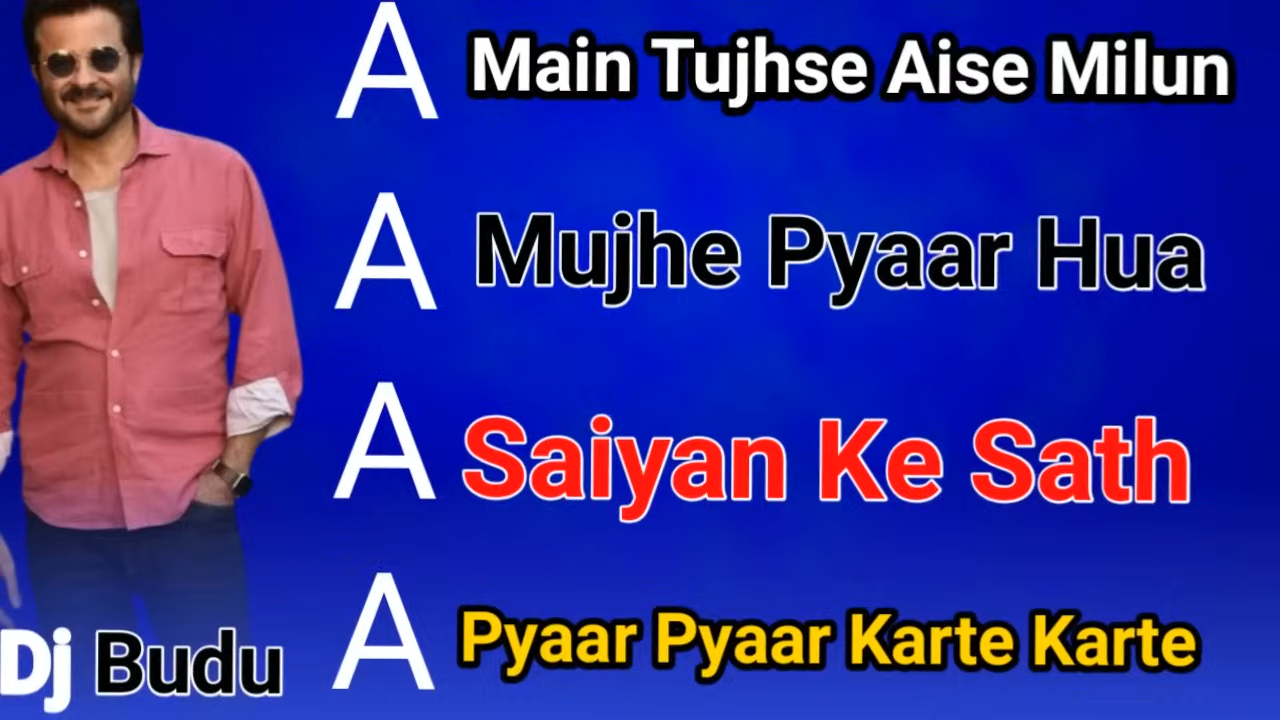 A Main Tujhse Aise Milun
A Mujhe Pyaar Hua
A Saiyan Ke Sath
A Pyaar Pyaar Karte Karte
Dj Budu